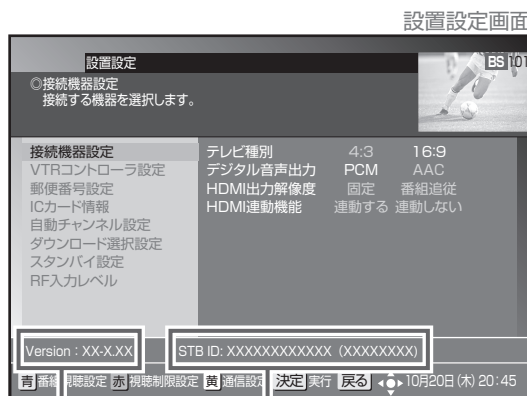 設置設定画面
設置設定
BS 101
◎接続機器設定
接続する機器を選択します。
接続機器設定
VTRコントローラ設定
郵便番号設定
ICカード情報
自動チャンネル設定
ダウンロード選択設定
スタンバイ設定
RF入力レベル
テレビ種別 4:3 16:9
デジタル音声出力 PCM AAC
HDMI出力解像度 固定 番組追従
HDMI連動機能 連動する 連動しない
Version : XX-X.XX
STB ID: XXXXXXXXXXXX (XXXXXXXX)
青 番組視聴設定 赤 視聴制限設定 黄 通信設定 決定 実行 戻る 10月20日(木) 20:45